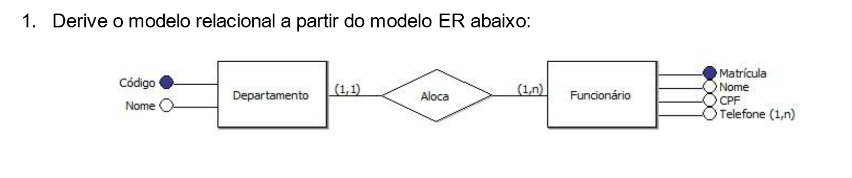 1. Derive o modelo relacional a partir do modelo ER abaixo:
Código
Nome
Departamento
(1,1)
Aloca
(1,n)
Funcionário
Matrícula
Nome
CPF
Telefone (1,n)